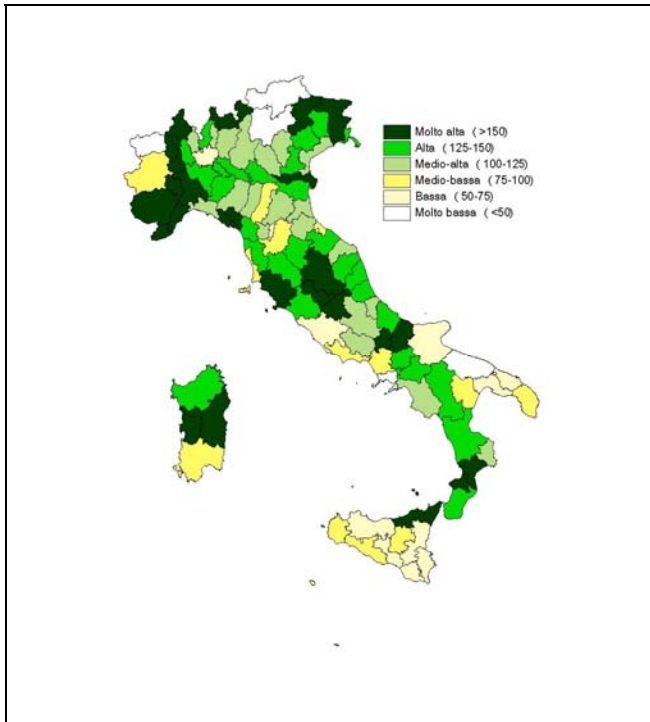 Molto alta (>150)
Alta (125-150)
Medio-alta (100-125)
Medio-bassa (75-100)
Bassa (50-75)
Molto bassa (<50)